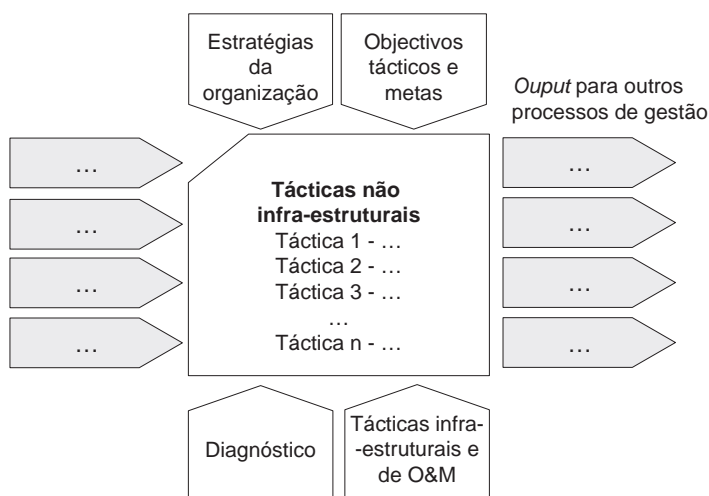 Estratégias
da
organização
Objectivos
tácticos e
metas
Ouput para outros
processos de gestão
...
...
...
...
Tácticas não
infra-estruturais
Táctica 1 - ...
Táctica 2 - ...
Táctica 3 - ...
...
Táctica n - ...
...
...
...
...
Diagnóstico
Tácticas infra-
-estruturais e
de O&M